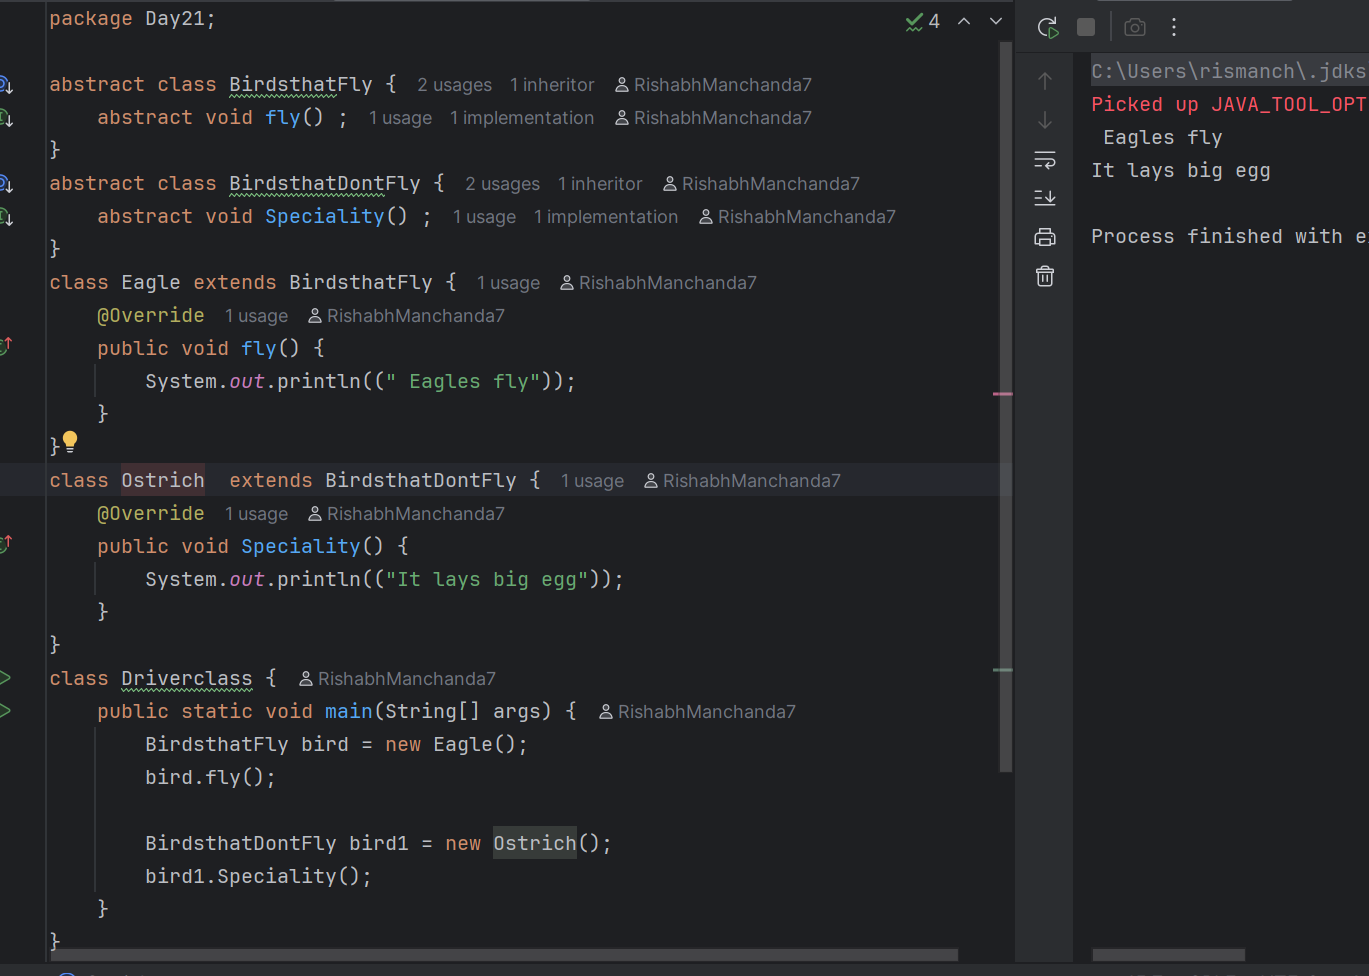 package Day21;
4
abstract class BirdsthatFly { 2 usages 1 inheritor RishabhManchanda7
abstract void fly() ; 1 usage 1 implementation RishabhManchanda7
}
abstract class BirdsthatDontFly { 2 usages 1 inheritor RishabhManchanda7
abstract void Speciality() ; 1 usage 1 implementation RishabhManchanda7
}
class Eagle extends BirdsthatFly { 1 usage RishabhManchanda7
@Override 1 usage RishabhManchanda7
public void fly() {
System.out.println((" Eagles fly"));
}
}
class Ostrich  extends BirdsthatDontFly { 1 usage RishabhManchanda7
@Override 1 usage RishabhManchanda7
public void Speciality() {
System.out.println(("It lays big egg"));
}
}
class Driverclass { RishabhManchanda7
public static void main(String[] args) { RishabhManchanda7
BirdsthatFly bird = new Eagle();
bird.fly();
BirdsthatDontFly bird1 = new Ostrich();
bird1.Speciality();
}
}
C:\Users\rismanch\.jdks
Picked up JAVA_TOOL_OPT
Eagles fly
It lays big egg
Process finished with e